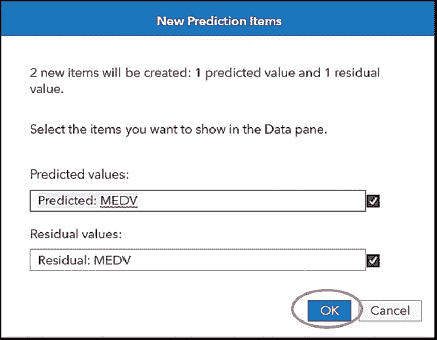 New Prediction Items
2 new items will be created: 1 predicted value and 1 residual
value.
Select the items you want to show in the Data pane.
Predicted values:
Predicted: MEDV
Residual values:
Residual: MEDV
OK Cancel